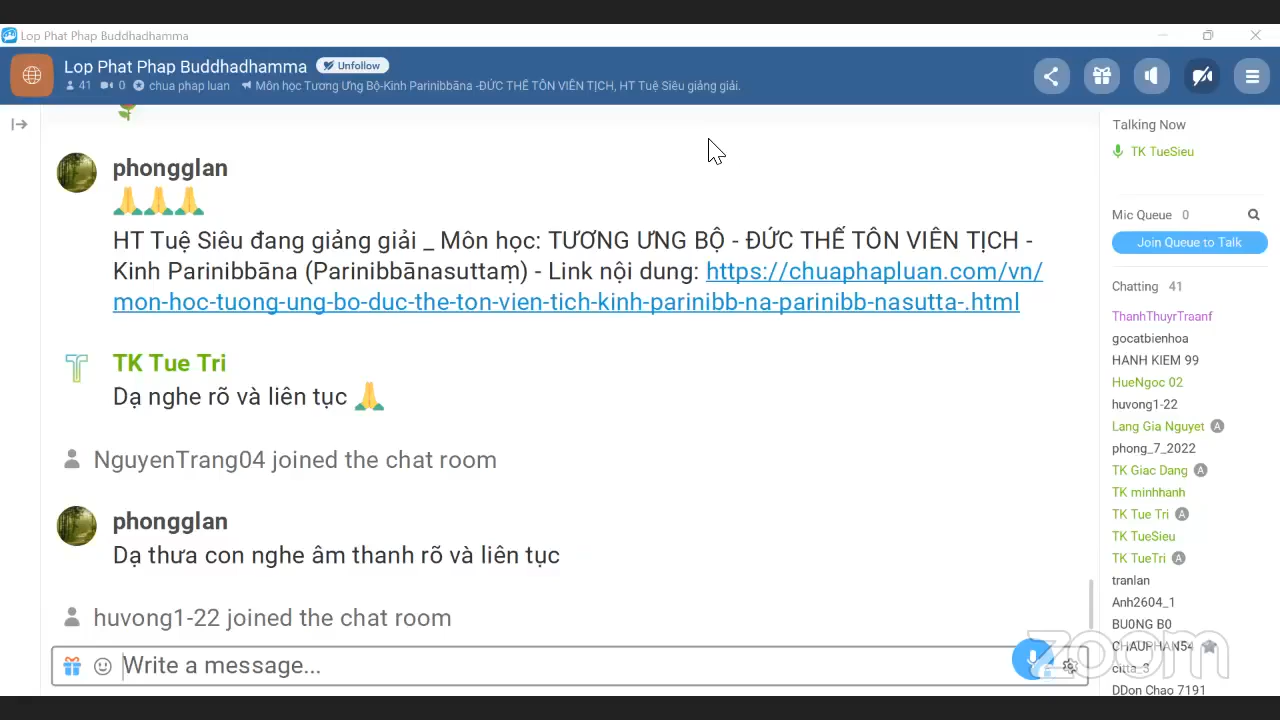 Lop Phat Phap Buddhadhamma
Lop Phat Phap Buddhadhamma Unfollow
41 0 chua phap luan Môn học Tương Ưng Bộ-Kinh Parinibbāna -ĐỨC THẾ TÔN VIÊN TỊCH, HT Tuệ Siêu giảng giải.
phongglan
HT Tuệ Siêu đang giảng giải _ Môn học: TƯƠNG ƯNG BỘ - ĐỨC THẾ TÔN VIÊN TỊCH -
Kinh Parinibbāna (Parinibbānasuttaṃ) - Link nội dung: https://chuaphapluan.com/vn/
mon-hoc-tuong-ung-bo-duc-the-ton-vien-tich-kinh-parinibb-na-parinibb-nasutta-.html
TK Tue Tri
Dạ nghe rõ và liên tục
NguyenTrang04 joined the chat room
phongglan
Dạ thưa con nghe âm thanh rõ và liên tục
huvong1-22 joined the chat room
Write a message...
Talking Now
TK TueSieu
Mic Queue 0
Join Queue to Talk
Chatting 41
ThanhThuyrTraanf
gocatbienhoa
HANH KIEM 99
HueNgoc 02
huvong1-22
Lang Gia Nguyet A
phong_7_2022
TK Giac Dang A
TK minhhanh
TK Tue Tri A
TK TueSieu
TK TueTri A
tranlan
Anh2604_1
BU0NG B0
CHAUPHAN54
citta_3
DDon Chao 7191
zoom